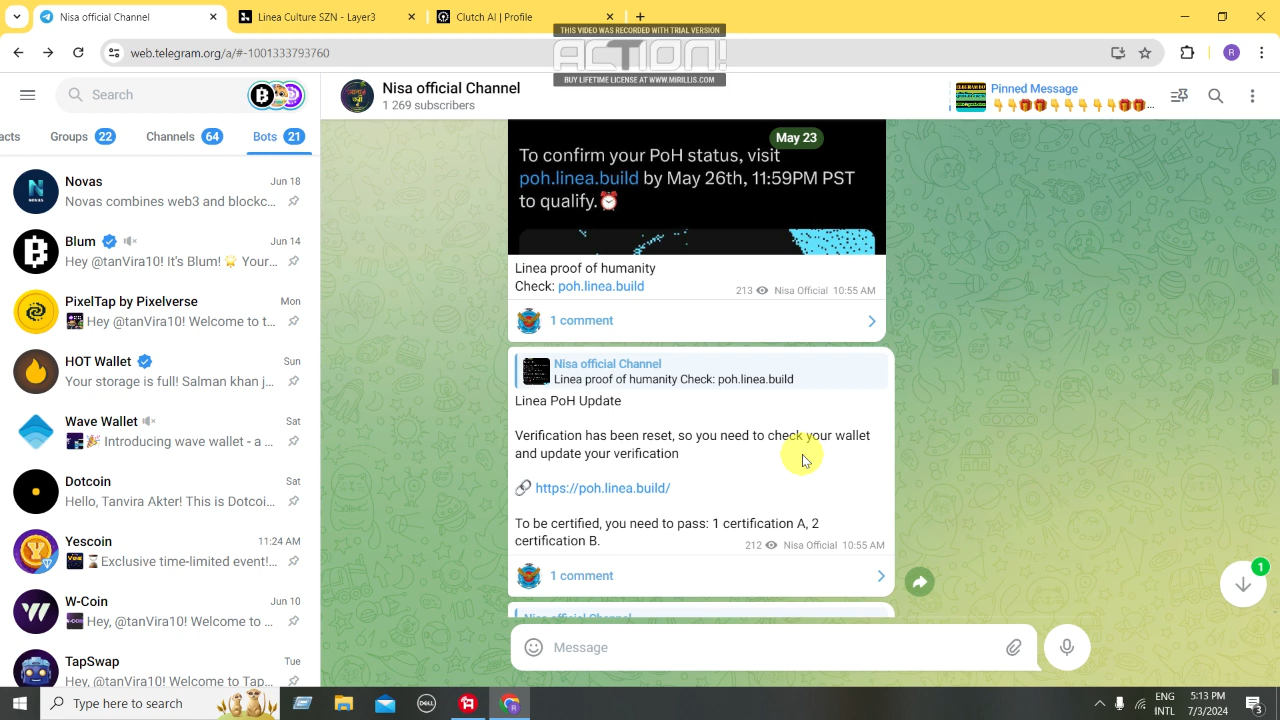 Linea Culture
Telegram
Linea Culture SZN - Layer3
Clutch AI | Profile
THIS VIDEO WAS RECORDED WITH TRIAL VERSION
ACTION!
BUY LIFETIME LICENSE AT WWW.MIRILLIS.COM
web.telegram.org/a/#-1001333793760
R
Search
Nisa official Channel
1 269 subscribers
Pinned Message
acts
Groups 22
Channels 64
Bots 21
Novas
Jun 18
Novas combines web3 and blockc...
Blum
Jun 14
Hey @tanVira10! It's Blum! 🌟 Your...
PixelTap by Pixelverse
Mon
Hey @tanVira10! Welcome to t...
HOT Wallet
Sun
Your storage is full! Salman khan j...
Wave Wallet
Sat
🎉 Introducing wave wallet - a ...
Dotcoin
Sat
Hello, Tanvira Akter! This is Dotcoi...
Yescoin
11:24 AM
⏳ Exclusive time-limited event!...
W-Coin
Jun 10
Hey, @tanVira10! Welcome to ...
TapSwap
Tue
Hey, @tanVira10! Welcome to Tap...
May 23
To confirm your PoH status, visit
poh.linea.build by May 26th, 11:59PM PST
to qualify.⏰
Linea proof of humanity
Check: poh.linea.build
213 Nisa Official 10:55 AM
1 comment
Nisa official Channel
Linea proof of humanity Check: poh.linea.build
Linea PoH Update
Verification has been reset, so you need to check your wallet
and update your verification
🔗 https://poh.linea.build/
To be certified, you need to pass: 1 certification A, 2
certification B.
212 Nisa Official 10:55 AM
1 comment
Nisa official Channel
1
Message
Type here to search
DELL
ENG
INTL
5:13 PM
7/3/2024
3